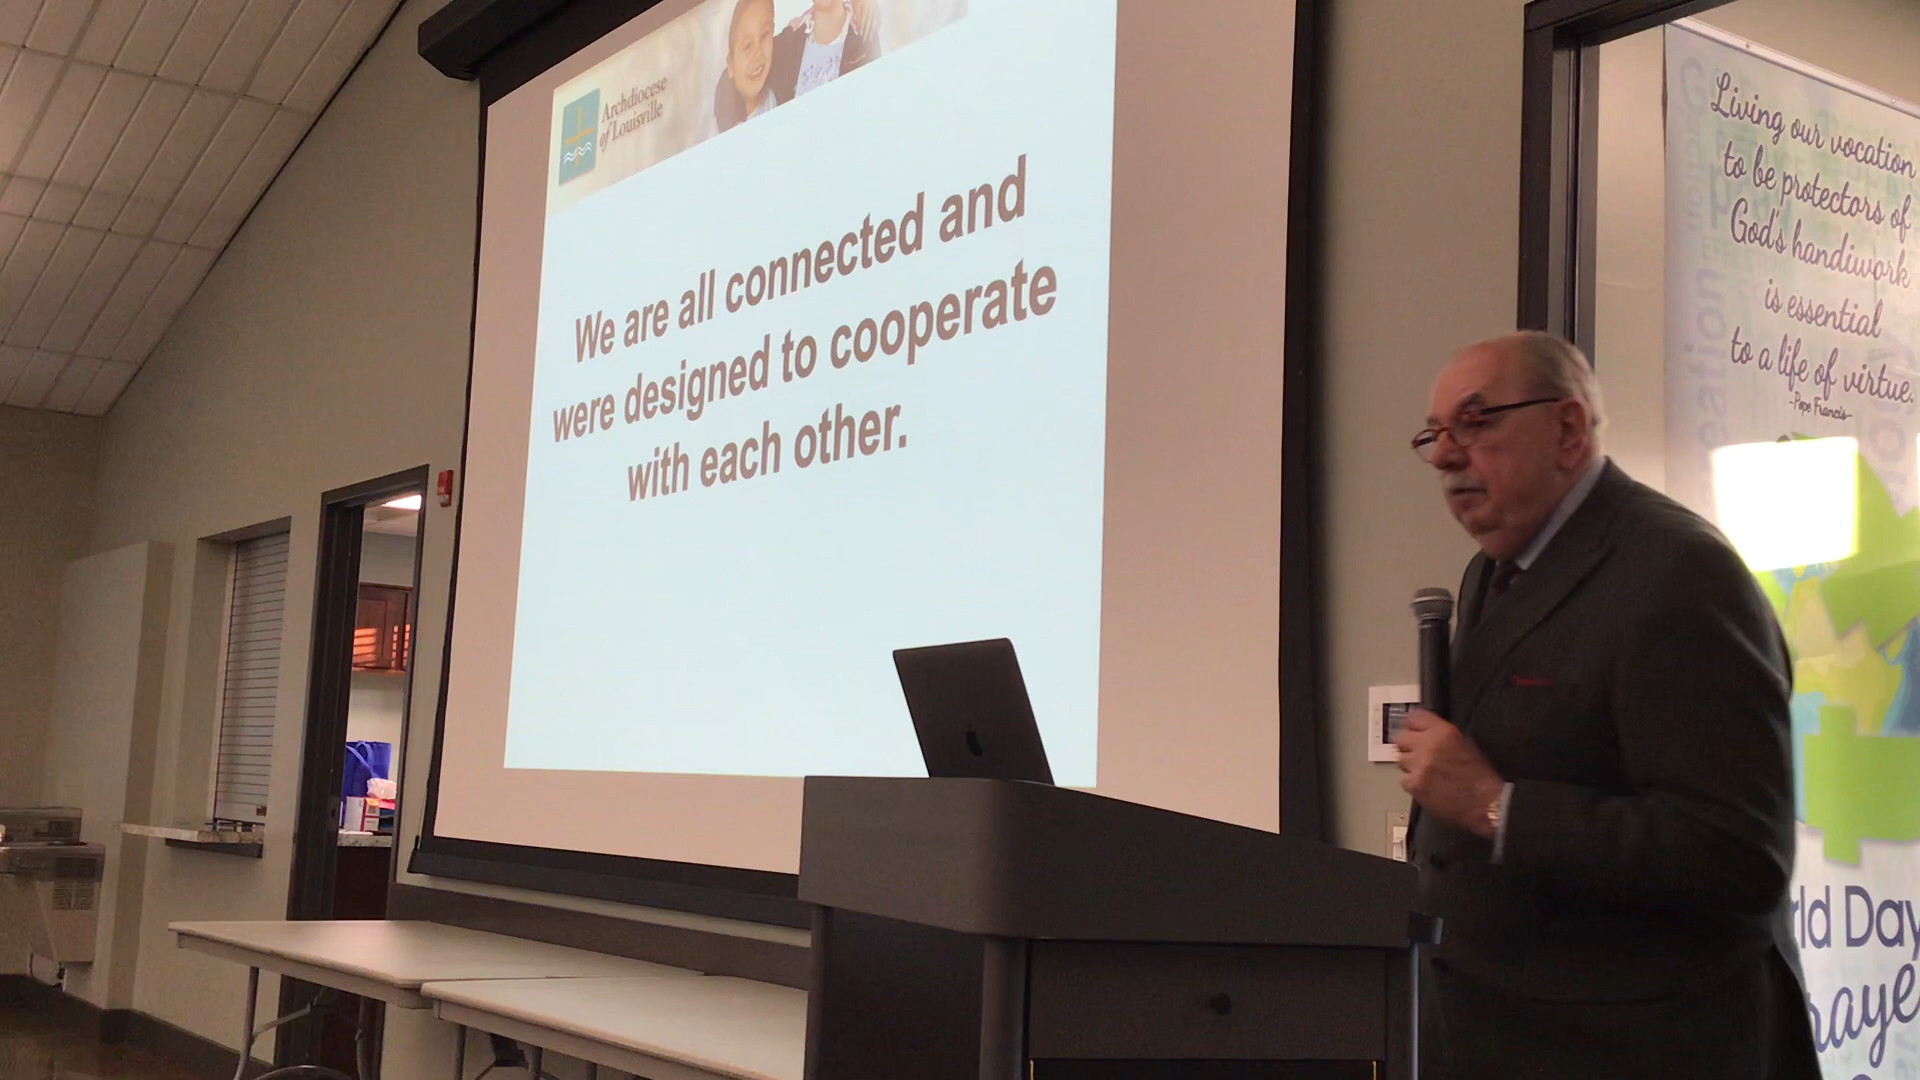 Archdiocese
of Louisville
We are all connected and
were designed to cooperate
with each other.
Living our vocation
to be protectors of
God's handiwork
is essential
to a life of virtue.
-Pope Francis-
rld Day
raye